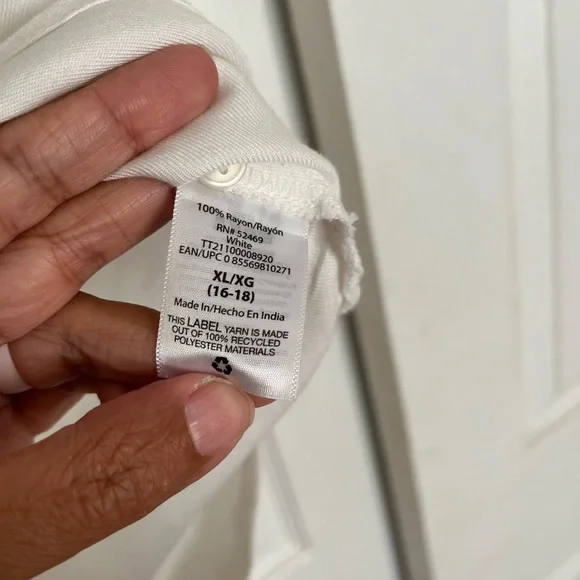 100% Rayon/Rayón
RN# 52469
White
TT21100008920
EAN/UPC 0 85569810271
XL/XG
(16-18)
Made In/Hecho En India
THIS LABEL YARN IS MADE
OUT OF 100% RECYCLED
POLYESTER MATERIALS